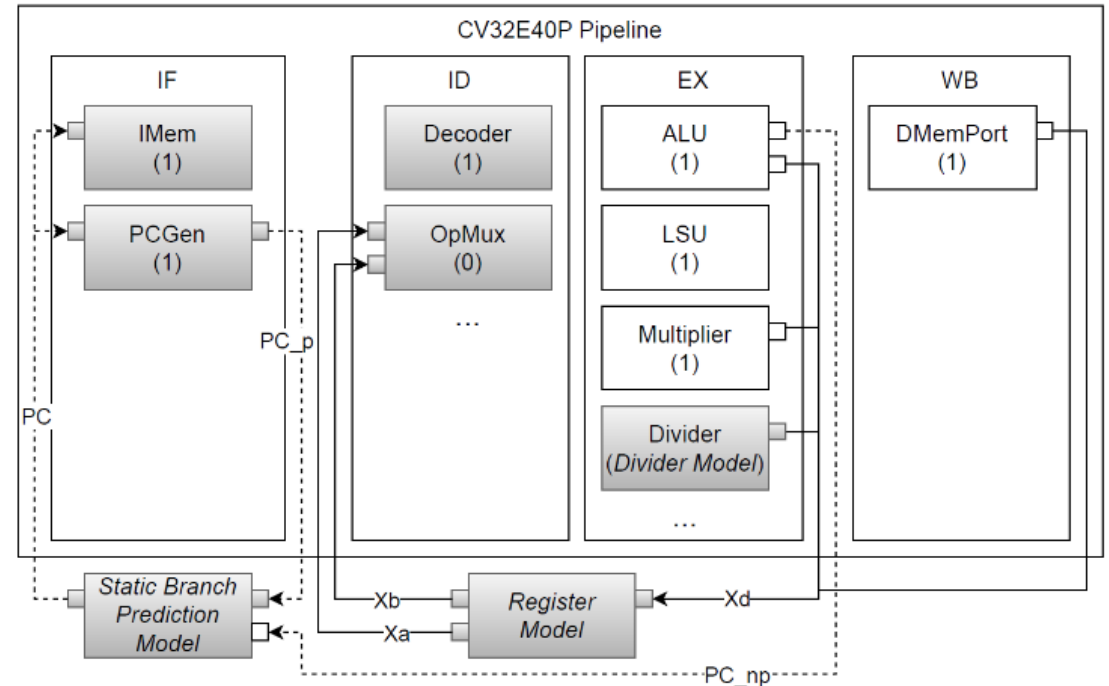 CV32E40P Pipeline
IF
IMem
(1)
PCGen
(1)
ID
Decoder
(1)
OpMux
(0)
...
EX
ALU
(1)
LSU
(1)
Multiplier
(1)
Divider
(Divider Model)
...
WB
DMemPort
(1)
PC_p
PC
Static Branch
Prediction
Model
Xb
Xa
Register
Model
Xd
PC_np